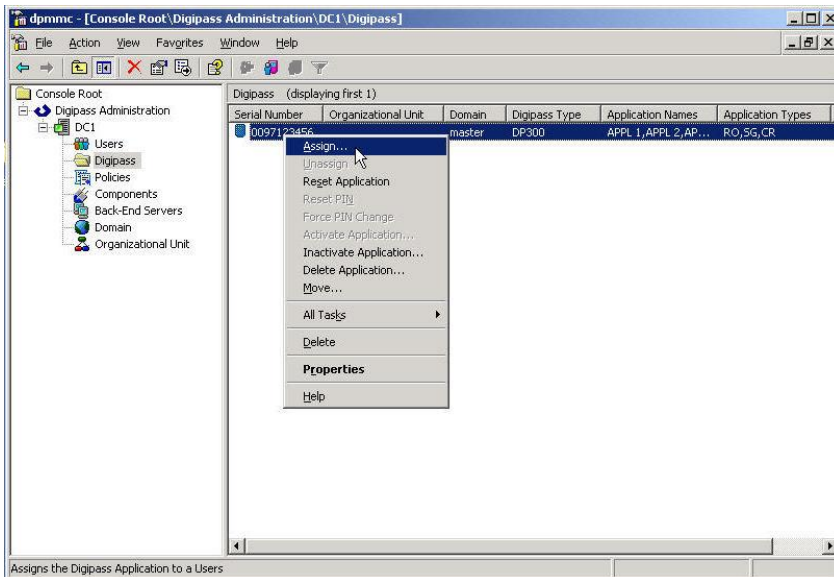 dpmmc - [Console Root\Digipass Administration\DC1\Digipass]
File Action View Favorites Window Help
Console Root
Digipass Administration
DC1
Users
Digipass
Policies
Components
Back-End Servers
Domain
Organizational Unit
Digipass (displaying first 1)
Serial Number Organizational Unit Domain Digipass Type Application Names Application Types
0097123456 master DP300 APPL 1,APPL 2,AP... RO,SG,CR
Assign...
Unassign
Reset Application
Reset PIN
Force PIN Change
Activate Application...
Inactivate Application...
Delete Application...
Move...
All Tasks
Delete
Properties
Help
Assigns the Digipass Application to a Users